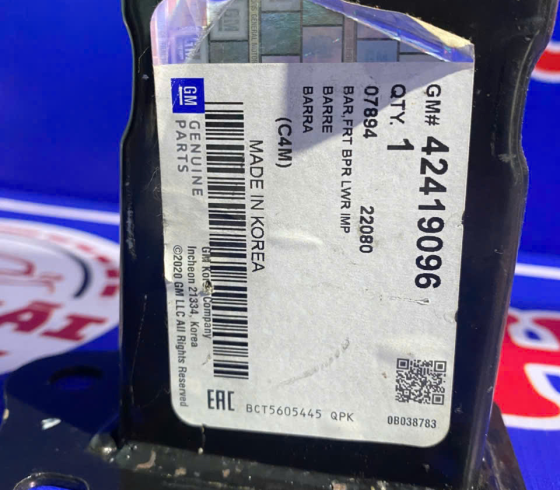 GM# 42419096
QTY. 1
07894 22080
BAR,FRT BPR LWR IMP
BARRE
BARRA
(C4M)
MADE IN KOREA
GM Korea Company
Incheon 21334, Korea
©2020 GM LLC All Rights Reserved
GM
GENUINE
PARTS
EAC
BCT5605445 QPK
0B038783
GM